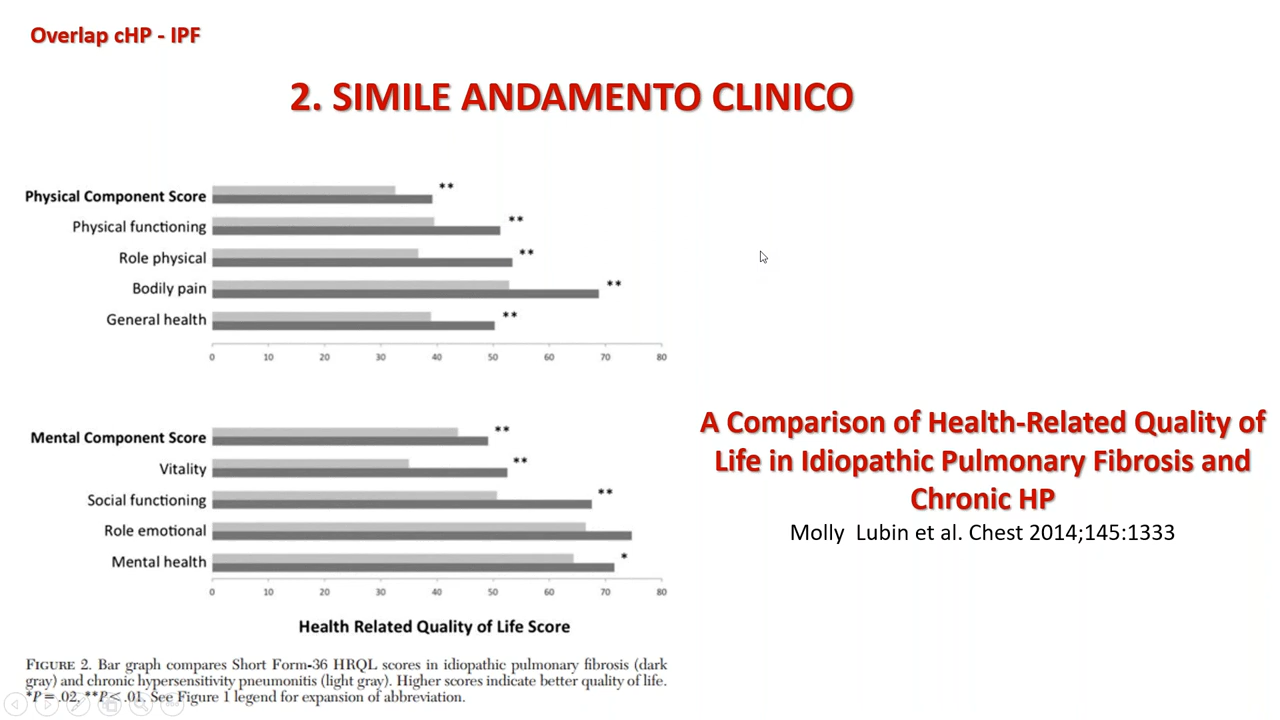 Overlap cHP - IPF
2. SIMILE ANDAMENTO CLINICO
Physical Component Score
**
Physical functioning
**
Role physical
**
Bodily pain
**
General health
**
0 10 20 30 40 50 60 70 80
Mental Component Score
**
Vitality
**
Social functioning
**
Role emotional
Mental health
*
0 10 20 30 40 50 60 70 80
Health Related Quality of Life Score
A Comparison of Health-Related Quality of
Life in Idiopathic Pulmonary Fibrosis and
Chronic HP
Molly Lubin et al. Chest 2014;145:1333
FIGURE 2. Bar graph compares Short Form-36 HRQL scores in idiopathic pulmonary fibrosis (dark
gray) and chronic hypersensitivity pneumonitis (light gray). Higher scores indicate better quality of life.
*P = .02. **P < .01. See Figure 1 legend for expansion of abbreviation.